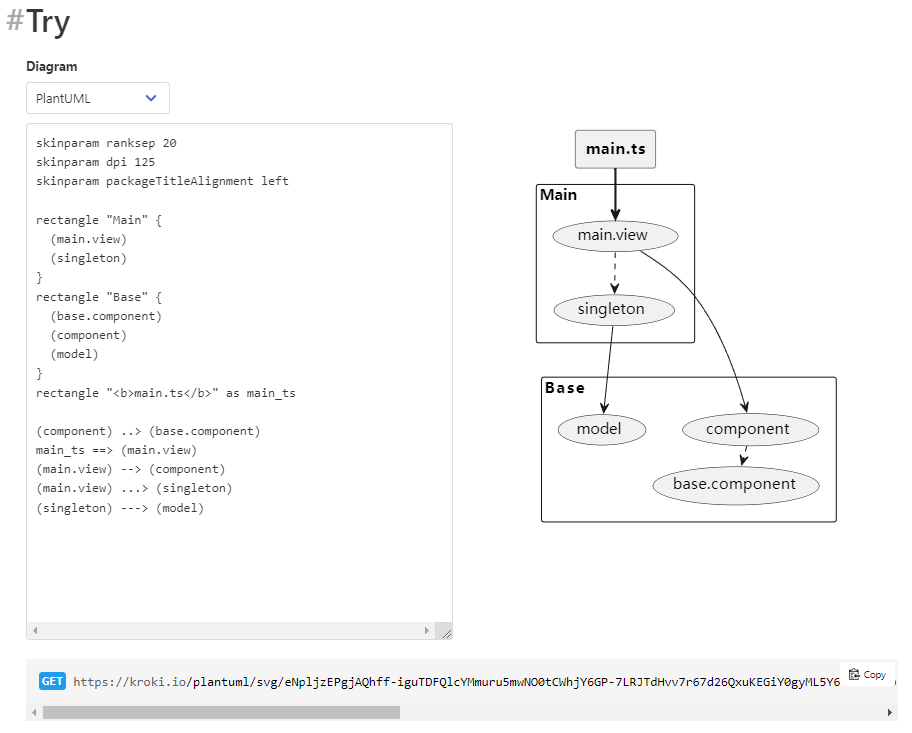 #Try
Diagram
PlantUML
skinparam ranksep 20
skinparam dpi 125
skinparam packageTitleAlignment left
rectangle "Main" {
(main.view)
(singleton)
}
rectangle "Base" {
(base.component)
(component)
(model)
}
rectangle "<b>main.ts</b>" as main_ts
(component) ..> (base.component)
main_ts ==> (main.view)
(main.view) --> (component)
(main.view) ...> (singleton)
(singleton) ---> (model)
main.ts
Main
main.view
singleton
Base
model
component
base.component
GET https://kroki.io/plantuml/svg/eNpljzEPgjAQhff-iguTDFQlcYMmuru5mwNO0tCWhjY6GP-7LRJTdHvv7r67d26QxuKEGiY0gyML5Y6
Copy